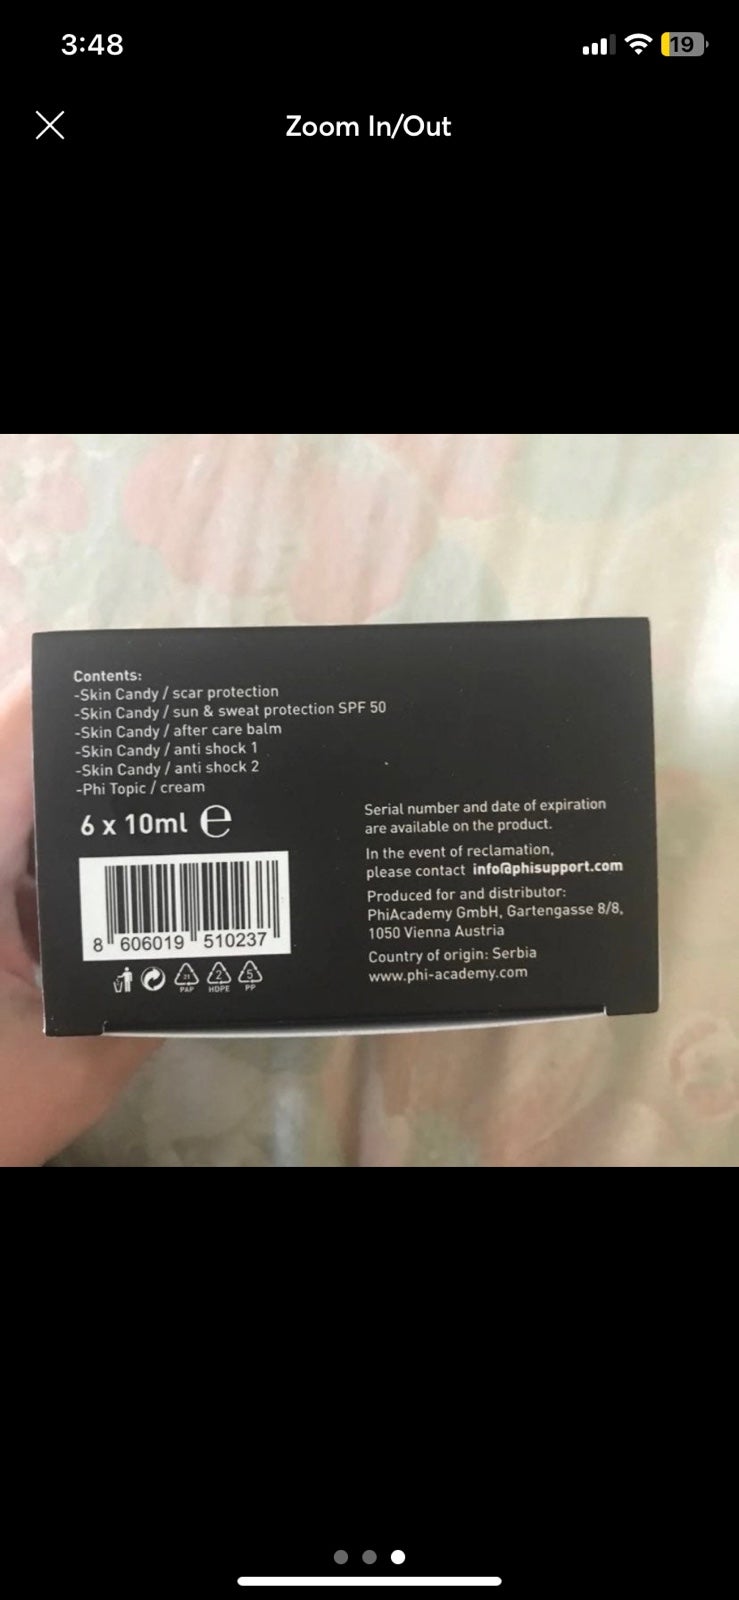 3:48
19
Zoom In/Out
Contents:
-Skin Candy / scar protection
-Skin Candy / sun & sweat protection SPF 50
-Skin Candy / after care balm
-Skin Candy / anti shock 1
-Skin Candy / anti shock 2
-Phi Topic / cream
6 x 10ml ℮
8 606019 510237
21
PAP
2
HDPE
5
PP
Serial number and date of expiration
are available on the product.
In the event of reclamation,
please contact info@phisupport.com
Produced for and distributor:
PhiAcademy GmbH, Gartengasse 8/8,
1050 Vienna Austria
Country of origin: Serbia
www.phi-academy.com